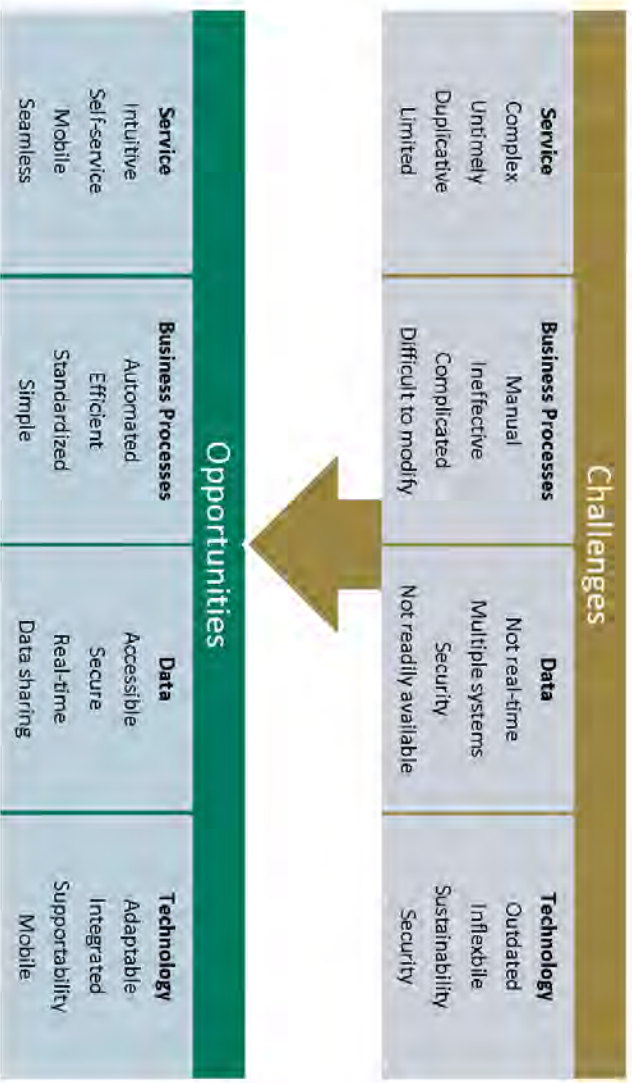 Challenges
Service
Complex
Untimely
Duplicative
Limited
Business Processes
Manual
Ineffective
Complicated
Difficult to modify
Data
Not real-time
Multiple systems
Security
Not readily available
Technology
Outdated
Inflexbile
Sustainability
Security
Opportunities
Service
Intuitive
Self-service
Mobile
Seamless
Business Processes
Automated
Efficient
Standardized
Simple
Data
Accessible
Secure
Real-time
Data sharing
Technology
Adaptable
Integrated
Supportability
Mobile